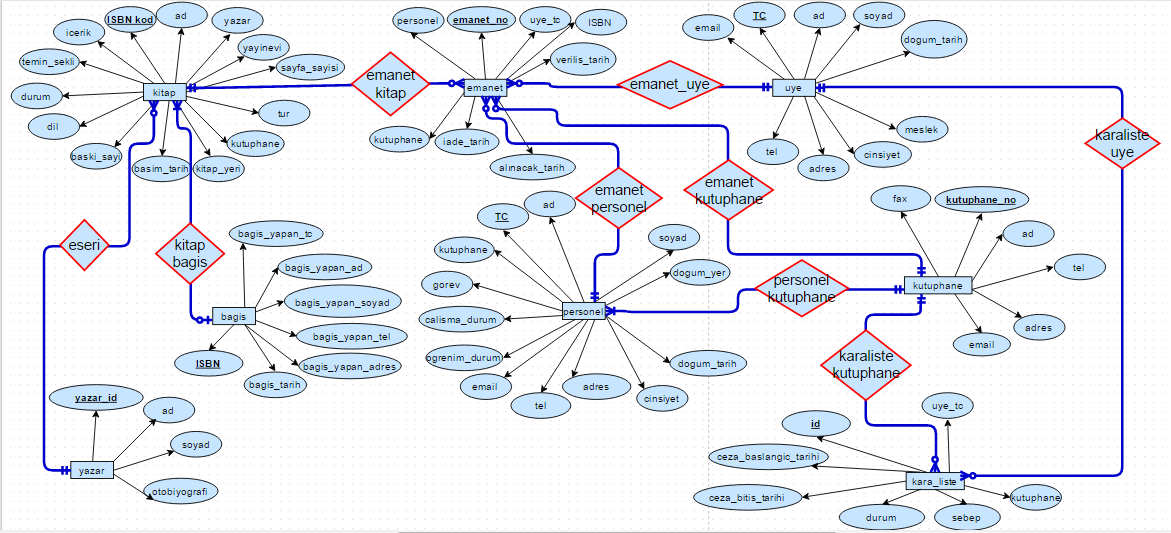 ISBN kod
ad
yazar
icerik
yayinevi
temin_sekli
sayfa_sayisi
kitap
durum
tur
dil
kutuphane
baski_sayi
basim_tarih
kitap_yeri
emanet
kitap
personel
emanet_no
uye_tc
ISBN
verilis_tarih
emanet
kutuphane
iade_tarih
alinacak_tarih
emanet_uye
email
TC
ad
soyad
dogum_tarih
uye
meslek
tel
adres
cinsiyet
karaliste
uye
eseri
kitap
bagis
bagis_yapan_tc
bagis_yapan_ad
bagis_yapan_soyad
bagis
bagis_yapan_tel
ISBN
bagis_yapan_adres
bagis_tarih
emanet
personel
emanet
kutuphane
TC
ad
soyad
kutuphane
dogum_yer
gorev
calisma_durum
personel
ogrenim_durum
dogum_tarih
email
tel
adres
cinsiyet
personel
kutuphane
fax
kutuphane_no
ad
tel
kutuphane
adres
email
karaliste
kutuphane
yazar_id
ad
soyad
yazar
otobiyografi
id
uye_tc
ceza_baslangic_tarihi
kara_liste
ceza_bitis_tarihi
kutuphane
durum
sebep